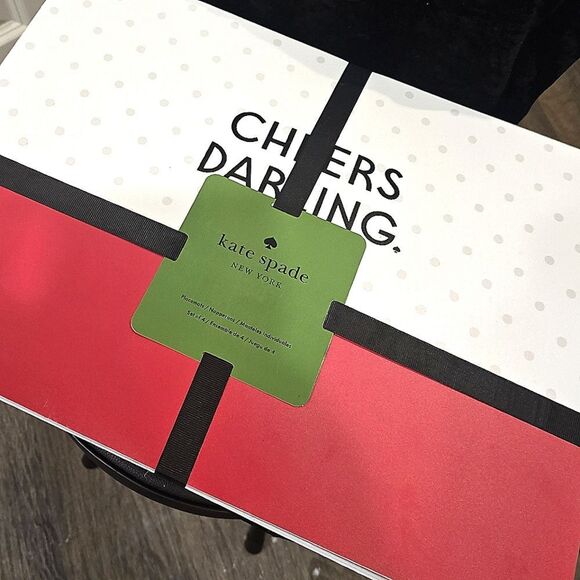 CHEERS
DARLING.
kate spade
NEW YORK
Placemats / Napperons / Manteles individuales
Set of 4 / Ensemble de 4 / Juego de 4